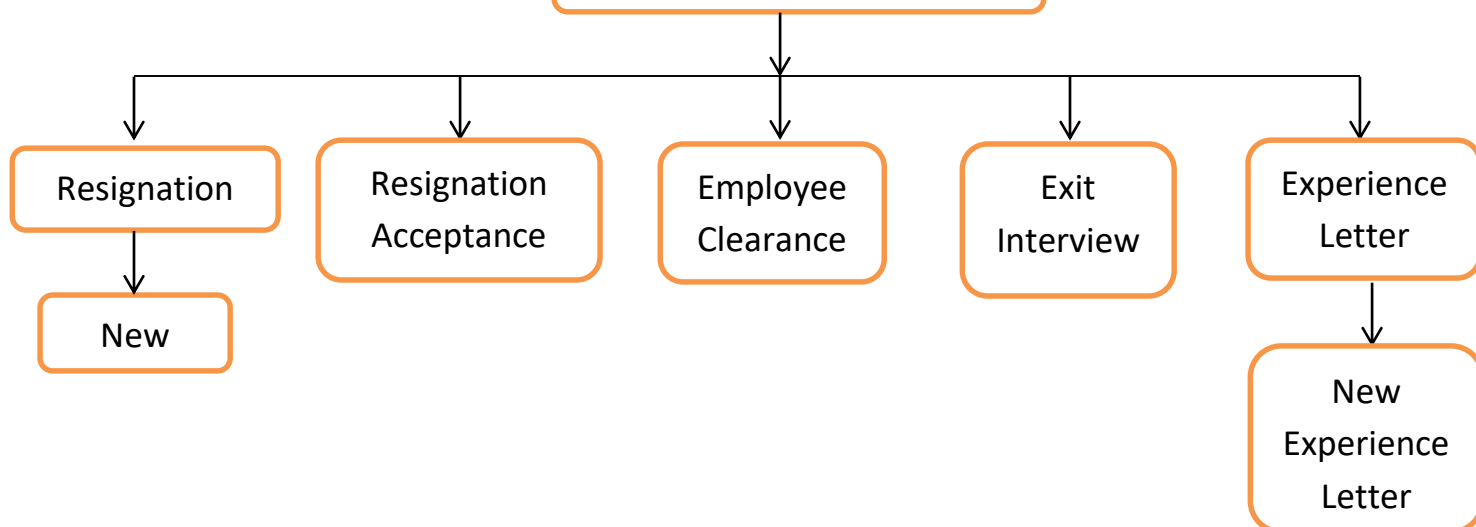 Resignation
Resignation
Acceptance
Employee
Clearance
Exit
Interview
Experience
Letter
New
New
Experience
Letter